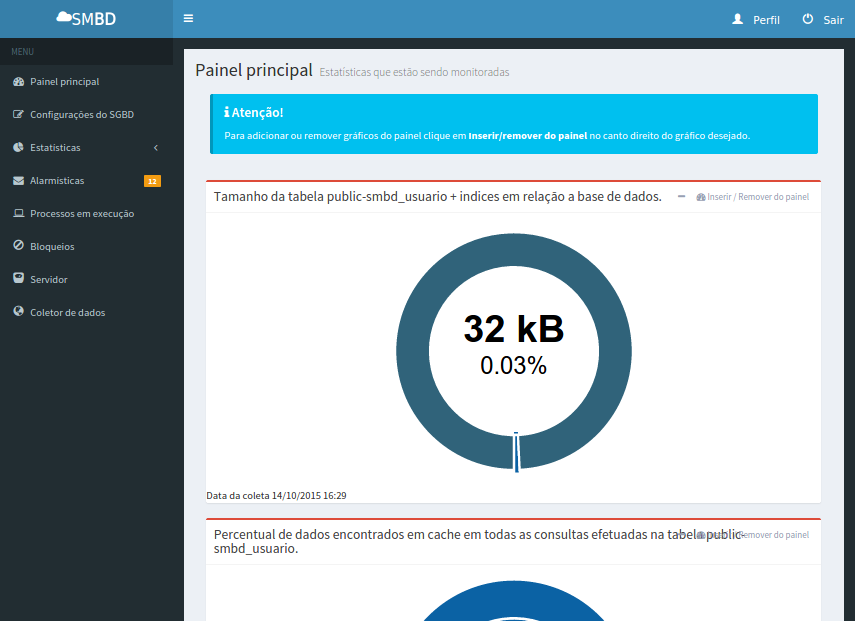 SMBD
Perfil
Sair
MENU
Painel principal
Configurações do SGBD
Estatísticas
Alarmísticas
12
Processos em execução
Bloqueios
Servidor
Coletor de dados
Painel principal Estatísticas que estão sendo monitoradas
Atenção!
Para adicionar ou remover gráficos do painel clique em Inserir/remover do painel no canto direito do gráfico desejado.
Tamanho da tabela public-smbd_usuario + indices em relação a base de dados.
Inserir / Remover do painel
32 kB
0.03%
Data da coleta 14/10/2015 16:29
Percentual de dados encontrados em cache em todas as consultas efetuadas na tabela public-
smbd_usuario.
Remover do painel